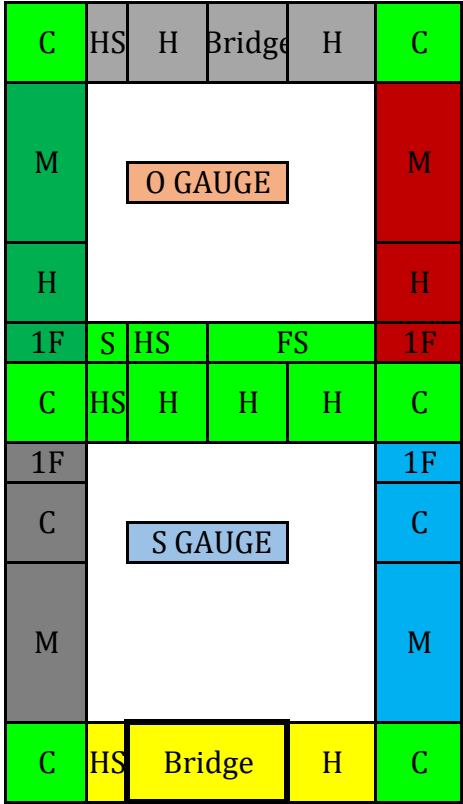 C HS H Bridge H C
M M
O GAUGE
H H
1F S HS FS 1F
C HS H H H C
1F 1F
C C
S GAUGE
M M
C HS Bridge H C